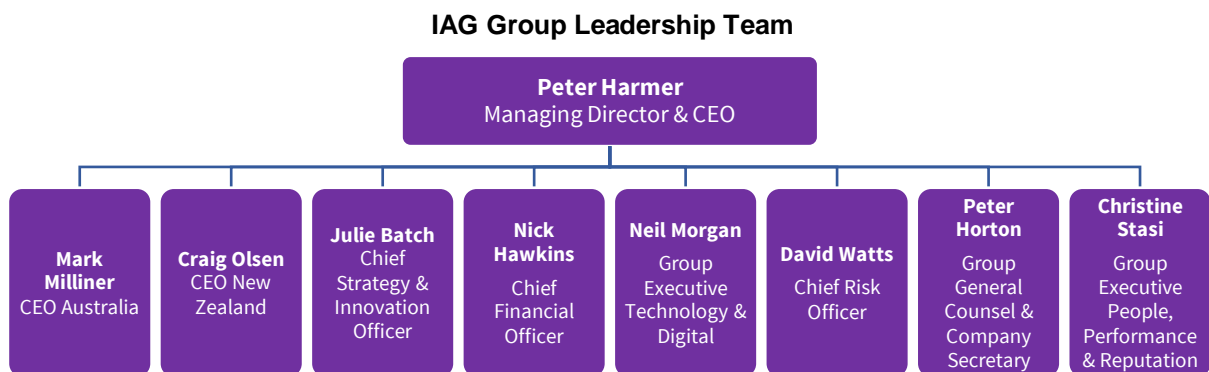 IAG Group Leadership Team
Peter Harmer
Managing Director & CEO
Mark
Milliner
CEO Australia
Craig Olsen
CEO New
Zealand
Julie Batch
Chief
Strategy &
Innovation
Officer
Nick
Hawkins
Chief
Financial
Officer
Neil Morgan
Group
Executive
Technology &
Digital
David Watts
Chief Risk
Officer
Peter
Horton
Group
General
Counsel &
Company
Secretary
Christine
Stasi
Group
Executive
People,
Performance
& Reputation